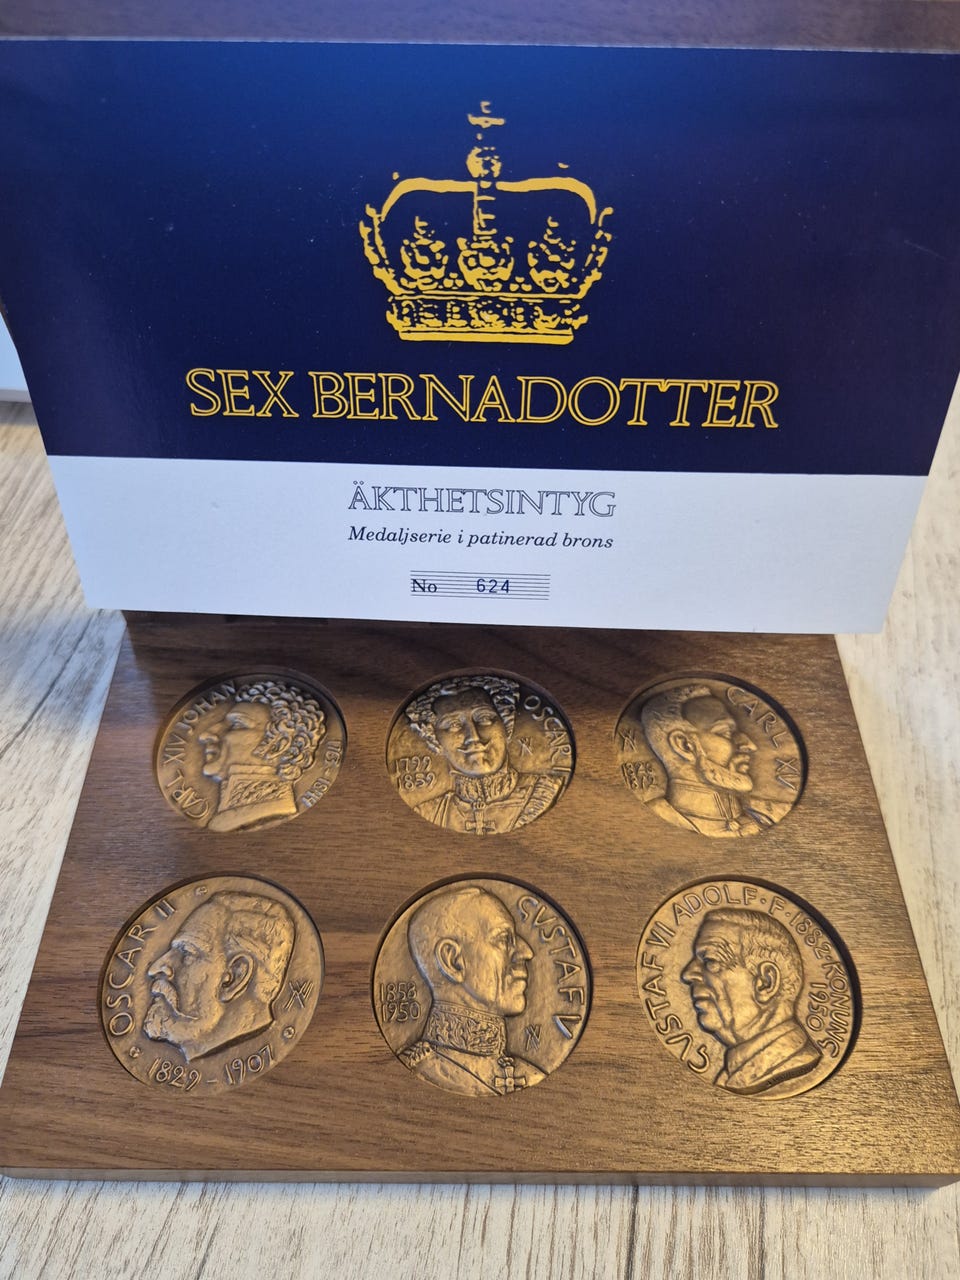 SEX BERNADOTTER
ÄKTHETSINTYG
Medaljserie i patinerad brons
No 624
CARL XIV JOHAN
OSCAR I
1799
1859
CARL XV
OSCAR II
1829-1907
GUSTAF V
1858
1950
GUSTAF VI ADOLF·F·1882·KONUNG
1950